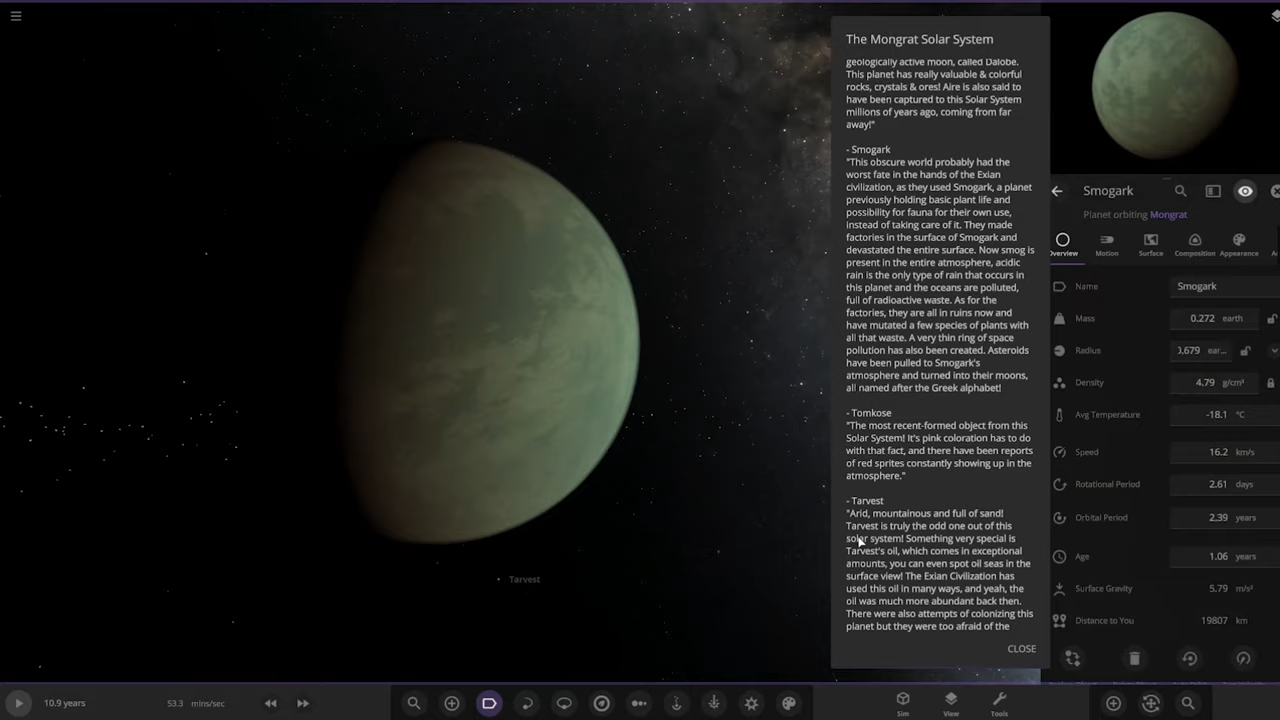 The Mongrat Solar System
geologically active moon, called Dalobe.
This planet has really valuable & colorful
rocks, crystals & ores! Aire is also said to
have been captured to this Solar System
millions of years ago, coming from far
away!"
- Smogark
"This obscure world probably had the
worst fate in the hands of the Exian
civilization, as they used Smogark, a planet
previously holding basic plant life and
possibility for fauna for their own use,
instead of taking care of it. They made
factories in the surface of Smogark and
devastated the entire surface. Now smog is
present in the entire atmosphere, acidic
rain is the only type of rain that occurs in
this planet and the oceans are polluted,
full of radioactive waste. As for the
factories, they are all in ruins now and
have mutated a few species of plants with
all that waste. A very thin ring of space
pollution has also been created. Asteroids
have been pulled to Smogark's
atmosphere and turned into their moons,
all named after the Greek alphabet!
- Tomkose
"The most recent-formed object from this
Solar System! It's pink coloration has to do
with that fact, and there have been reports
of red sprites constantly showing up in the
atmosphere."
- Tarvest
"Arid, mountainous and full of sand!
Tarvest is truly the odd one out of this
solar system! Something very special is
Tarvest's oil, which comes in exceptional
amounts, you can even spot oil seas in the
surface view! The Exian Civilization has
used this oil in many ways, and yeah, the
oil was much more abundant back then.
There were also attempts of colonizing this
planet but they were too afraid of the
CLOSE
Tarvest
Smogark
Planet orbiting Mongrat
Overview Motion Surface Composition Appearance
Name Smogark
Mass 0.272 earth
Radius 0.679 ear...
Density 4.79 g/cm³
Avg Temperature -18.1 °C
Speed 16.2 km/s
Rotational Period 2.61 days
Orbital Period 2.39 years
Age 1.06 years
Surface Gravity 5.79 m/s²
Distance to You 19807 km
10.9 years 53.3 mins/sec
Sim View Tools